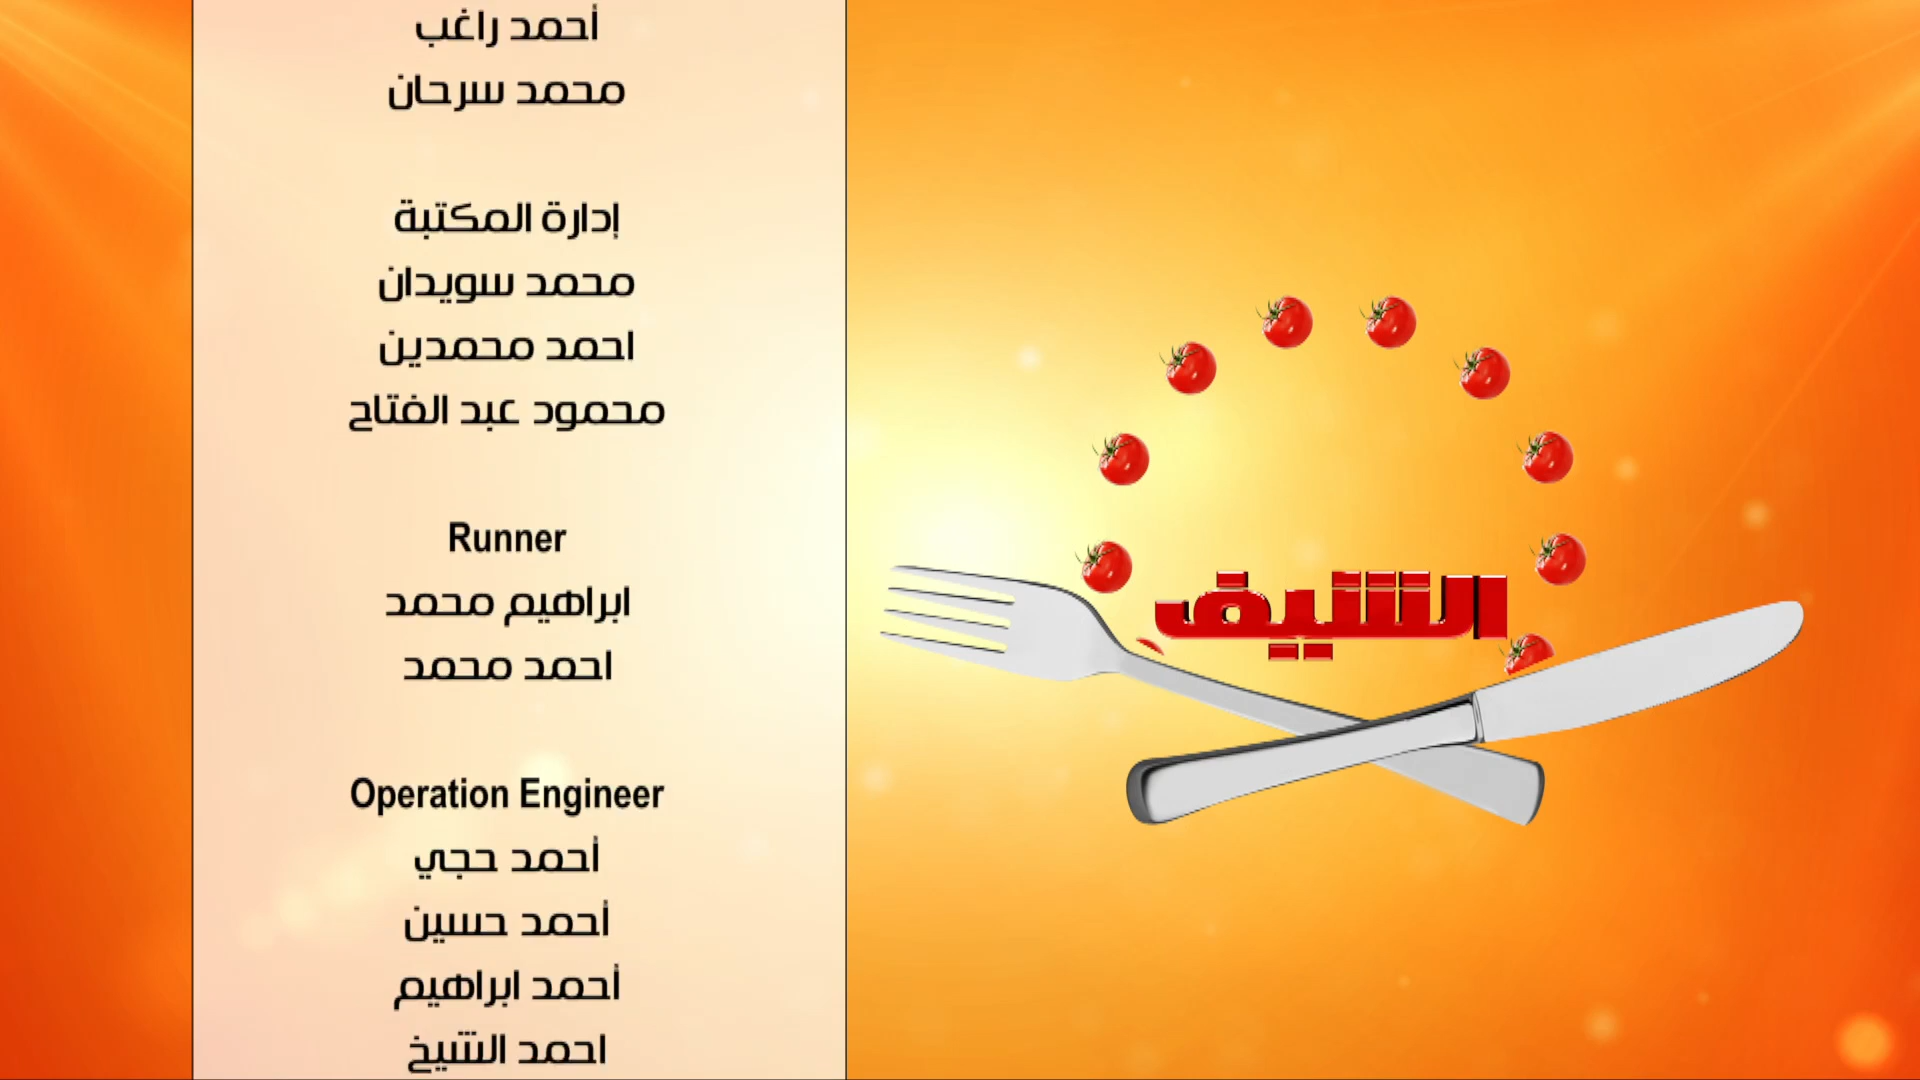 أحمد راغب
محمد سرحان
إدارة المكتبة
محمد سويدان
احمد محمدين
محمود عبد الفتاح
Runner
ابراهيم محمد
احمد محمد
Operation Engineer
أحمد حجي
أحمد حسين
أحمد ابراهيم
احمد الشيخ
الشيف